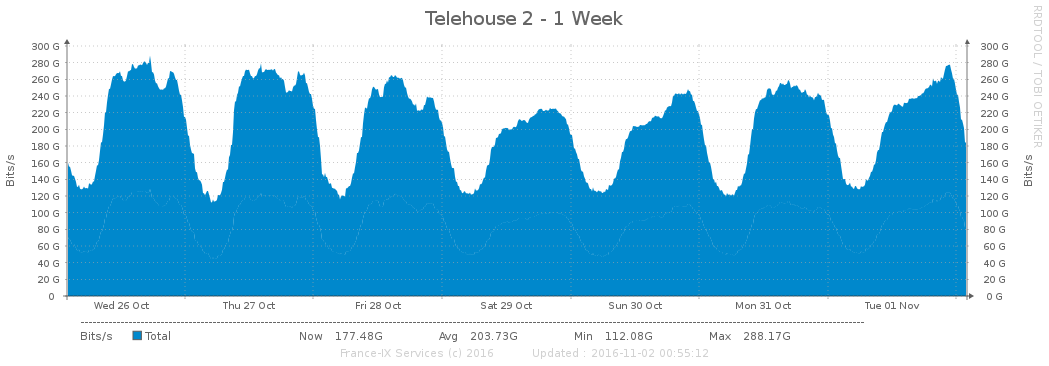 Telehouse 2 - 1 Week
RRDTOOL / TOBI OETIKER
Bits/s
300 G 300 G
280 G 280 G
260 G 260 G
240 G 240 G
220 G 220 G
200 G 200 G
180 G 180 G
160 G 160 G
140 G 140 G
120 G 120 G
100 G 100 G
80 G 80 G
60 G 60 G
40 G 40 G
20 G 20 G
0 0 G
Bits/s
Wed 26 Oct Thu 27 Oct Fri 28 Oct Sat 29 Oct Sun 30 Oct Mon 31 Oct Tue 01 Nov
Bits/s Total Now 177.48G Avg 203.73G Min 112.08G Max 288.17G
France-IX Services (c) 2016 Updated : 2016-11-02 00:55:12